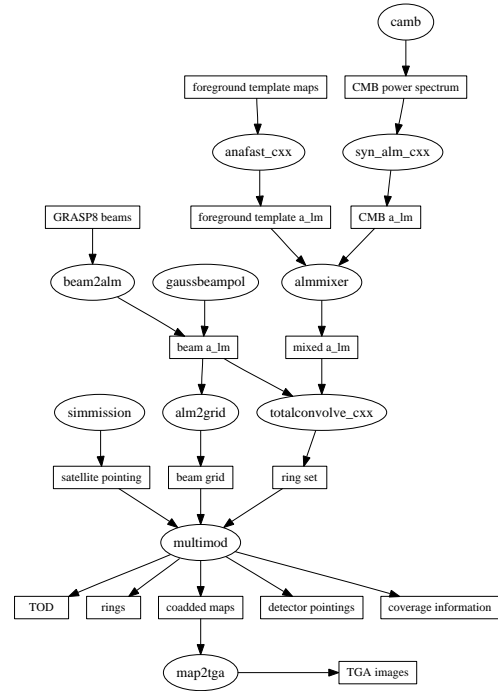 camb
foreground template maps
CMB power spectrum
anafast_cxx
syn_alm_cxx
GRASP8 beams
foreground template a_lm
CMB a_lm
beam2alm
gaussbeampol
almmixer
beam a_lm
mixed a_lm
simmission
alm2grid
totalconvolve_cxx
satellite pointing
beam grid
ring set
multimod
TOD
rings
coadded maps
detector pointings
coverage information
map2tga
TGA images